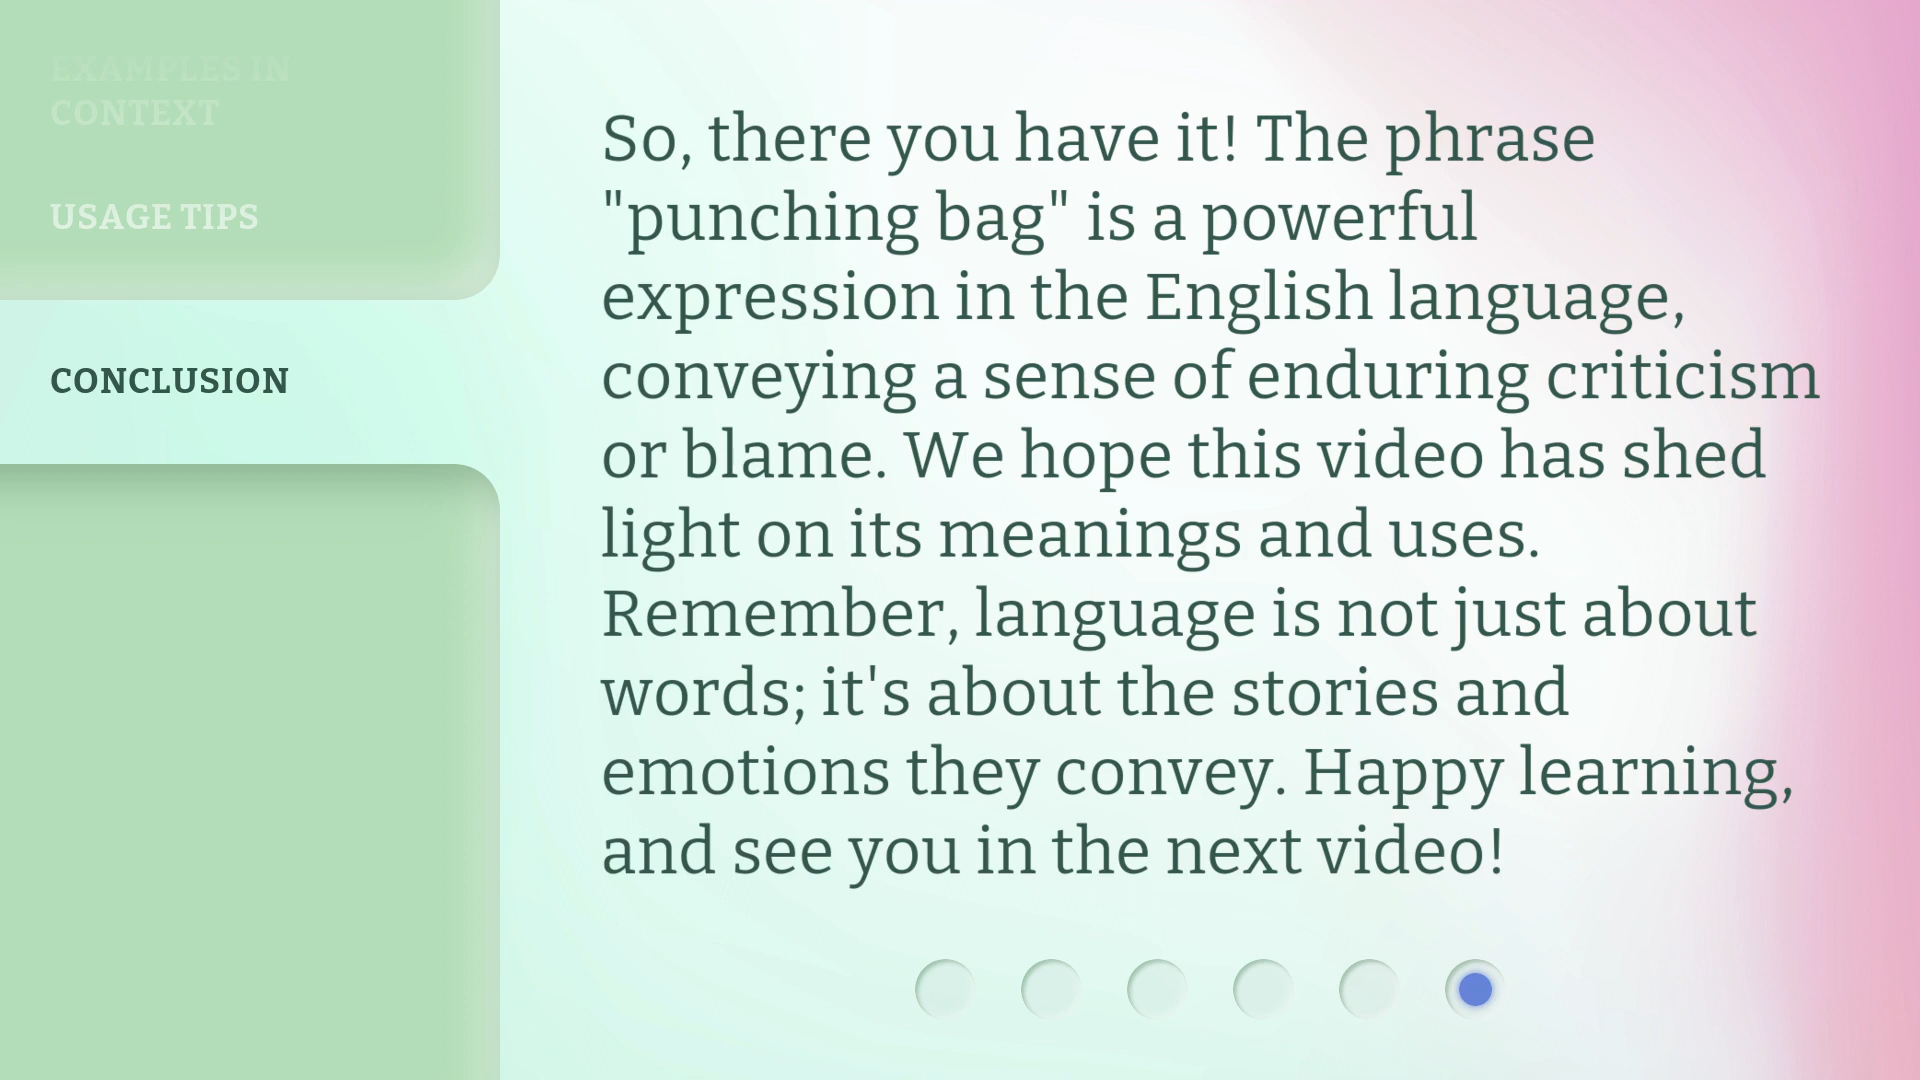 EXAMPLES IN
CONTEXT
USAGE TIPS
CONCLUSION
So, there you have it! The phrase
"punching bag" is a powerful
expression in the English language,
conveying a sense of enduring criticism
or blame. We hope this video has shed
light on its meanings and uses.
Remember, language is not just about
words; it's about the stories and
emotions they convey. Happy learning,
and see you in the next video!